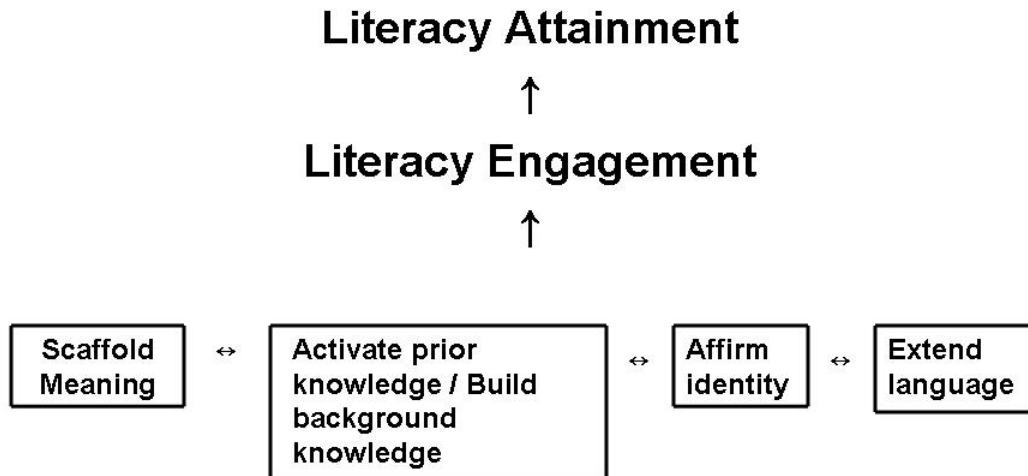 Literacy Attainment
↑
Literacy Engagement
↑
Scaffold
Meaning
↔
Activate prior
knowledge / Build
background
knowledge
↔
Affirm
identity
↔
Extend
language